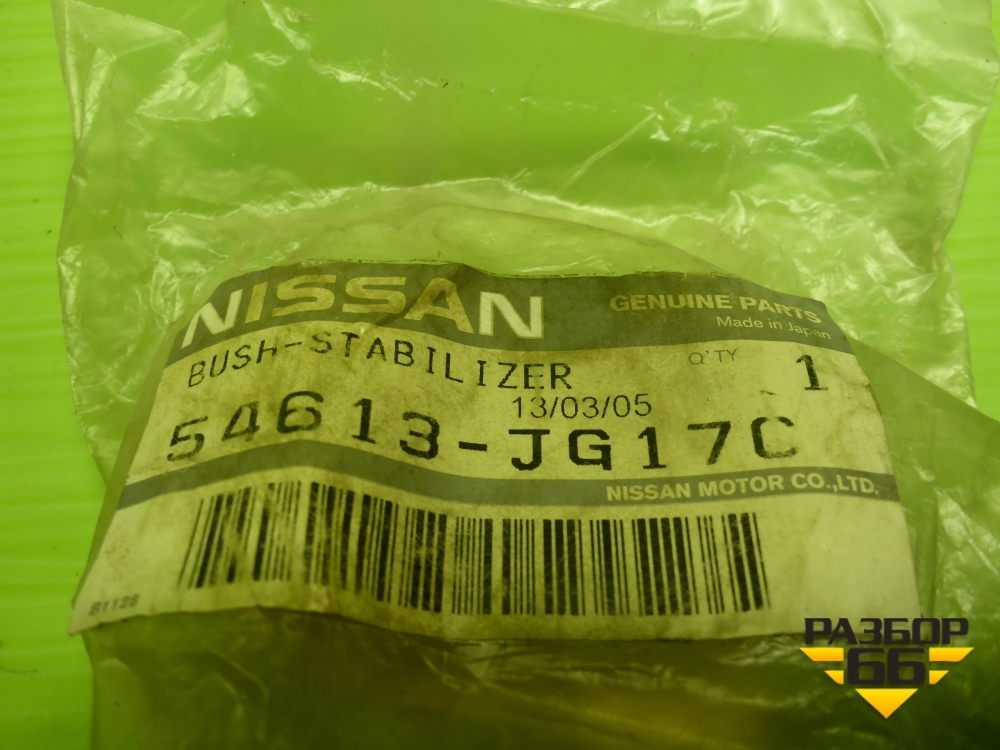 NISSAN
GENUINE PARTS
Made in Japan
BUSH-STABILIZER
Q'TY 1
13/03/05
54613-JG17C
NISSAN MOTOR CO.,LTD.
B1128
РАЗБОР
66